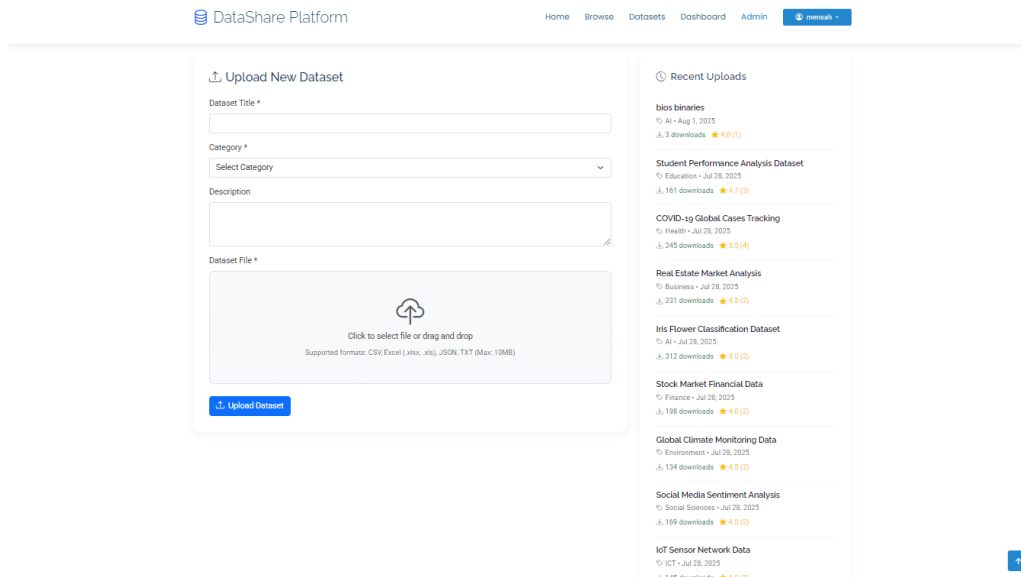 DataShare Platform
Home Browse Datasets Dashboard Admin mensah
Upload New Dataset
Dataset Title *
Category *
Select Category
Description
Dataset File *
Click to select file or drag and drop
Supported formats: CSV, Excel (.xlsx, .xls), JSON, TXT (Max: 10MB)
Upload Dataset
Recent Uploads
bios binaries
AI • Aug 1, 2025
3 downloads 4.0 (1)
Student Performance Analysis Dataset
Education • Jul 28, 2025
161 downloads 4.7 (3)
COVID-19 Global Cases Tracking
Health • Jul 28, 2025
245 downloads 3.5 (4)
Real Estate Market Analysis
Business • Jul 28, 2025
231 downloads 4.5 (2)
Iris Flower Classification Dataset
AI • Jul 28, 2025
312 downloads 5.0 (2)
Stock Market Financial Data
Finance • Jul 28, 2025
198 downloads 4.0 (2)
Global Climate Monitoring Data
Environment • Jul 28, 2025
134 downloads 4.5 (2)
Social Media Sentiment Analysis
Social Sciences • Jul 28, 2025
169 downloads 4.0 (2)
IoT Sensor Network Data
ICT • Jul 28, 2025